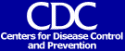 CDC
Centers for Disease Control
and Prevention